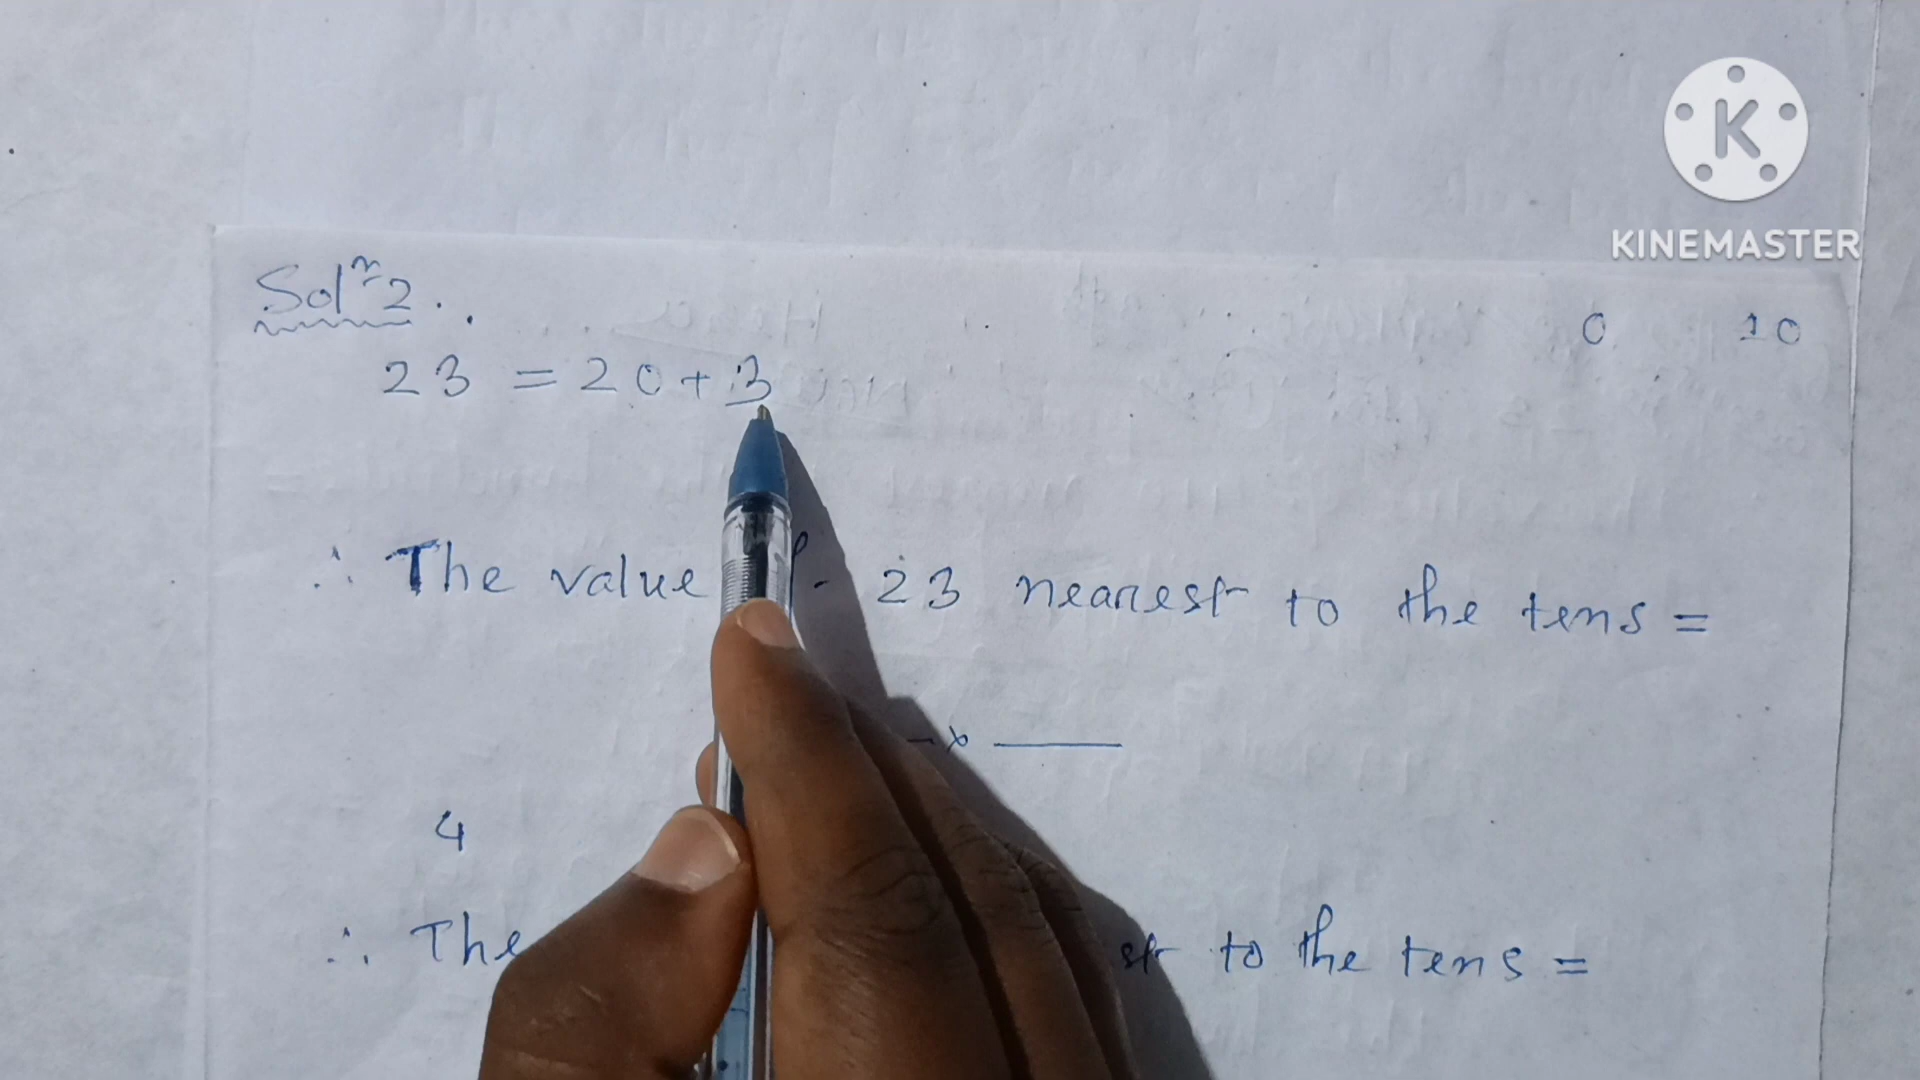 K
KINEMASTER
Solⁿ 2.
0 10
23 = 20 + 3
∴ The value 23 nearest to the tens =
x
4
∴ The to the tens =